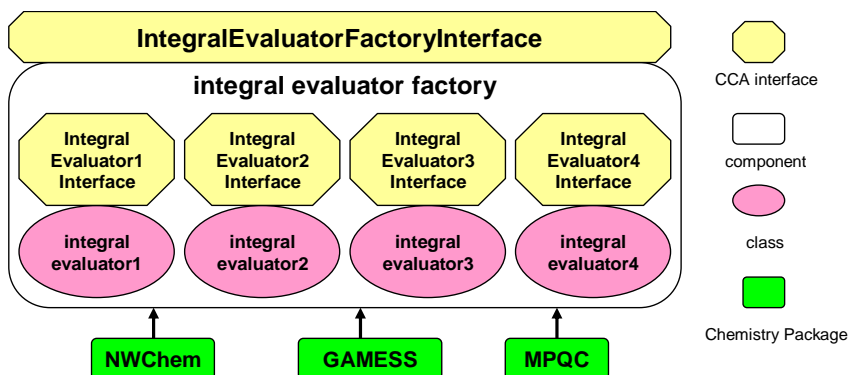 IntegralEvaluatorFactoryInterface
integral evaluator factory
Integral
Evaluator1
Interface
Integral
Evaluator2
Interface
Integral
Evaluator3
Interface
Integral
Evaluator4
Interface
integral
evaluator1
integral
evaluator2
integral
evaluator3
integral
evaluator4
NWChem
GAMESS
MPQC
CCA interface
component
class
Chemistry Package